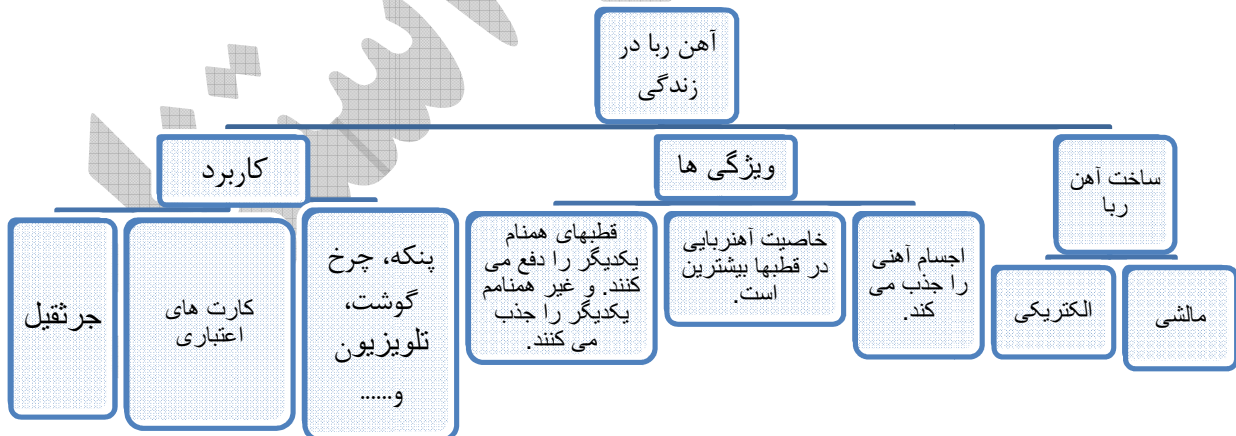 آهن ربا در
زندگی
ساخت آهن
ربا
ویژگی ها
کاربرد
مالشی
الکتریکی
اجسام آهنی
را جذب می
کند.
خاصیت آهنربایی
در قطبها بیشترین
است.
قطبهای همنام
یکدیگر را دفع می
کنند. و غیر همنامم
یکدیگر را جذب
می کنند.
پنکه، چرخ
گوشت،
تلویزیون
و......
کارت های
اعتباری
جرثقیل